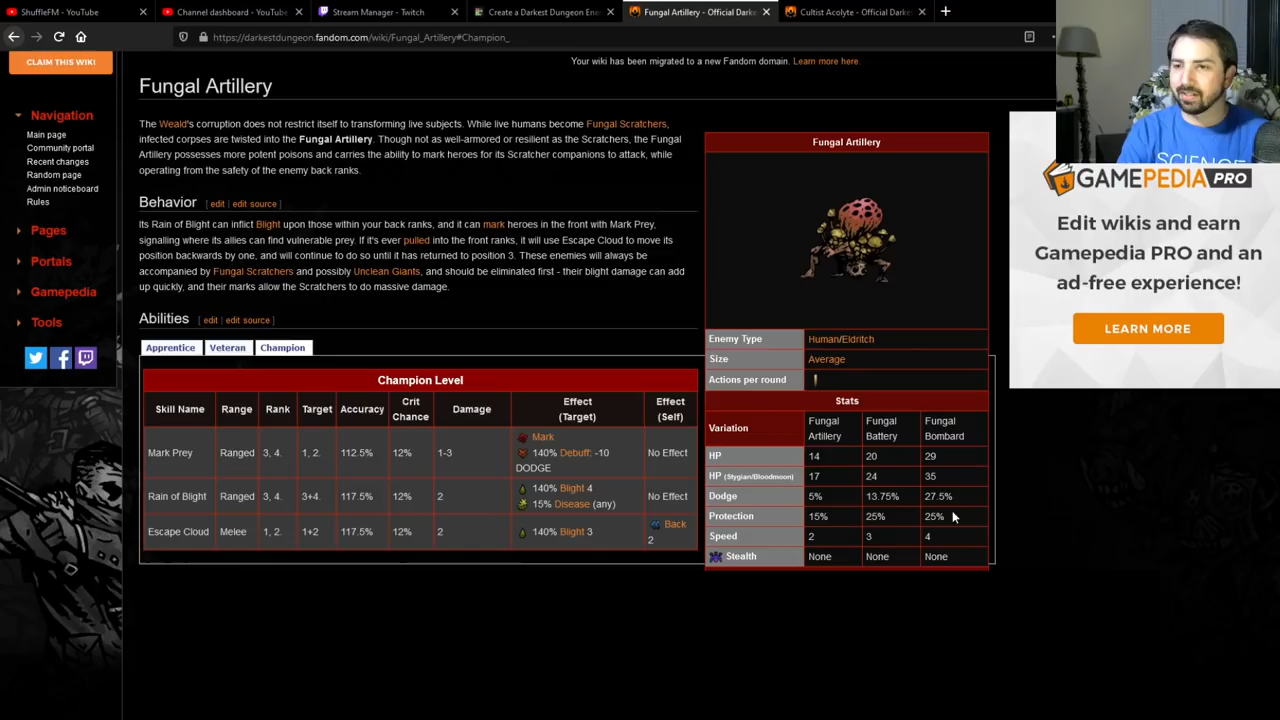 ShuffleFM - YouTube
Channel dashboard - YouTube
Stream Manager - Twitch
Create a Darkest Dungeon Ene
Fungal Artillery - Official Darke
Cultist Acolyte - Official Darke
https://darkestdungeon.fandom.com/wiki/Fungal_Artillery#Champion_
CLAIM THIS WIKI
Your wiki has been migrated to a new Fandom domain. Learn more here.
Navigation
Main page
Community portal
Recent changes
Random page
Admin noticeboard
Rules
Pages
Portals
Gamepedia
Tools
Fungal Artillery
The Weald's corruption does not restrict itself to transforming live subjects. While live humans become Fungal Scratchers,
infected corpses are twisted into the Fungal Artillery. Though not as well-armored or resilient as the Scratchers, the Fungal
Artillery possesses more potent poisons and carries the ability to mark heroes for its Scratcher companions to attack, while
operating from the safety of the enemy back ranks.
Behavior [ edit | edit source ]
Its Rain of Blight can inflict Blight upon those within your back ranks, and it can mark heroes in the front with Mark Prey,
signalling where its allies can find vulnerable prey. If it's ever pulled into the front ranks, it will use Escape Cloud to move its
position backwards by one, and will continue to do so until it has returned to position 3. These enemies will always be
accompanied by Fungal Scratchers and possibly Unclean Giants, and should be eliminated first - their blight damage can add
up quickly, and their marks allow the Scratchers to do massive damage.
Abilities [ edit | edit source ]
Apprentice Veteran Champion
Champion Level
Skill Name Range Rank Target Accuracy Crit Chance Damage Effect (Target) Effect (Self)
Mark Prey Ranged 3, 4. 1, 2. 112.5% 12% 1-3 Mark 140% Debuff: -10 DODGE No Effect
Rain of Blight Ranged 3, 4. 3+4. 117.5% 12% 2 140% Blight 4 15% Disease (any) No Effect
Escape Cloud Melee 1, 2. 1+2 117.5% 12% 2 140% Blight 3 Back 2
Fungal Artillery
Enemy Type Human/Eldritch
Size Average
Actions per round
Stats
Variation Fungal Artillery Fungal Battery Fungal Bombard
HP 14 20 29
HP (Stygian/Bloodmoon) 17 24 35
Dodge 5% 13.75% 27.5%
Protection 15% 25% 25%
Speed 2 3 4
Stealth None None None
SCIENCE
GAMEPEDIA PRO
Edit wikis and earn
Gamepedia PRO and an
ad-free experience!
LEARN MORE